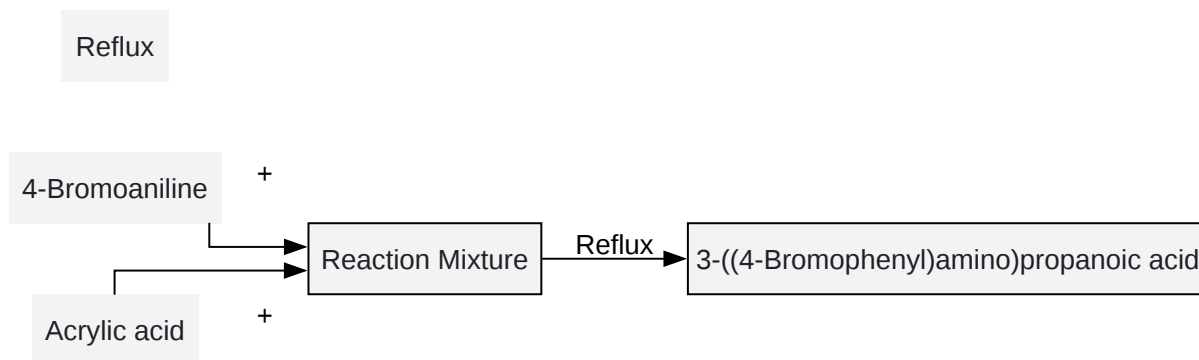 Reflux
4-Bromoaniline
+
Reaction Mixture
Reflux
3-((4-Bromophenyl)amino)propanoic acid
Acrylic acid
+